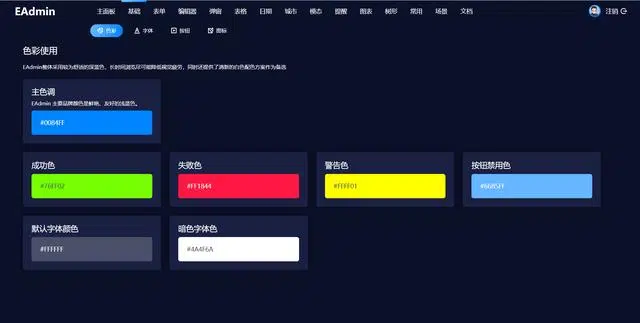 EAdmin
主面板 基础 表单 编辑器 弹窗 表格 日期 城市 模态 提醒 图表 树形 常用 场景 文档
注销
色彩 字体 按钮 图标
色彩使用
EAdmin整体采用较为舒适的深蓝色，长时间浏览尽可能降低视觉疲劳，同时还提供了清新的白色配色方案作为备选
主色调
EAdmin 主要品牌颜色是鲜艳、友好的浅蓝色。
#0084FF
成功色 失败色 警告色 按钮禁用色
#76FF02 #FF1844 #FFFF01 #66B5FF
默认字体颜色 暗色字体色
#FFFFFF #4A4F6A